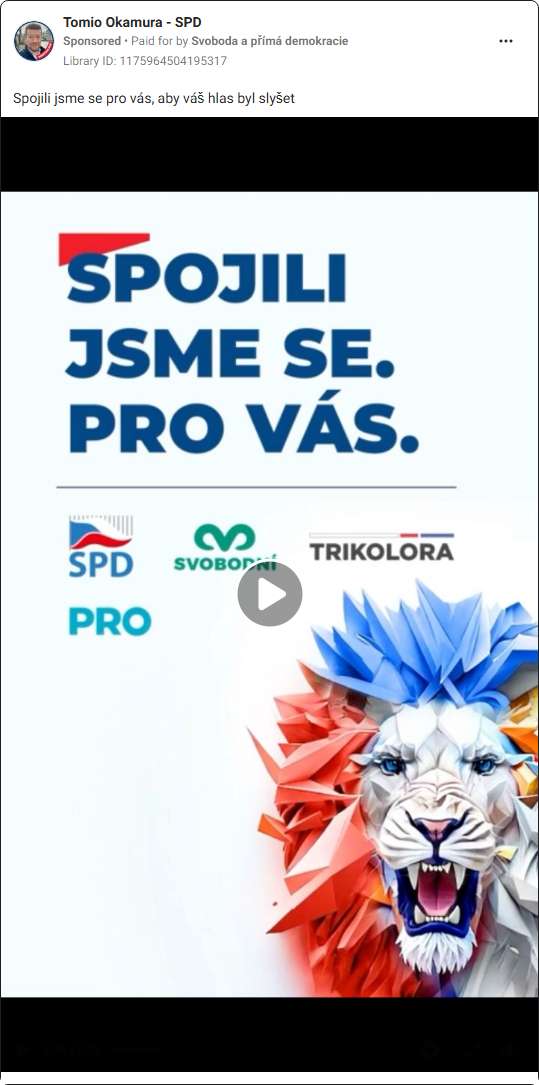 Tomio Okamura - SPD
Sponsored • Paid for by Svoboda a přímá demokracie
Library ID: 1175964504195317
Spojili jsme se pro vás, aby váš hlas byl slyšet
SPOJILI
JSME SE.
PRO VÁS.
SPD
SVOBODNÍ
TRIKOLORA
PRO